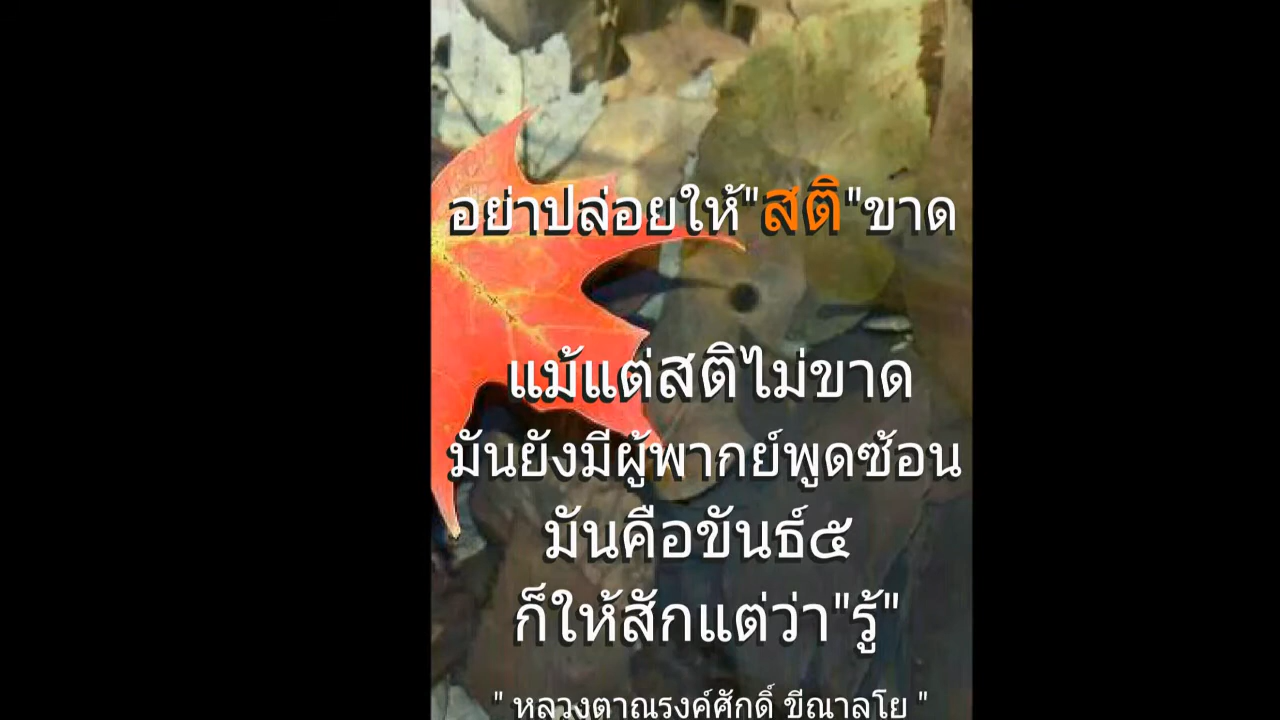 อย่าปล่อยให้"สติ"ขาด
แม้แต่สติไม่ขาด
มันยังมีผู้พากย์พูดซ้อน
มันคือขันธ์๕
ก็ให้สักแต่ว่า"รู้"
" หลวงตาณรงค์ศักดิ์ ขีณาลโย "